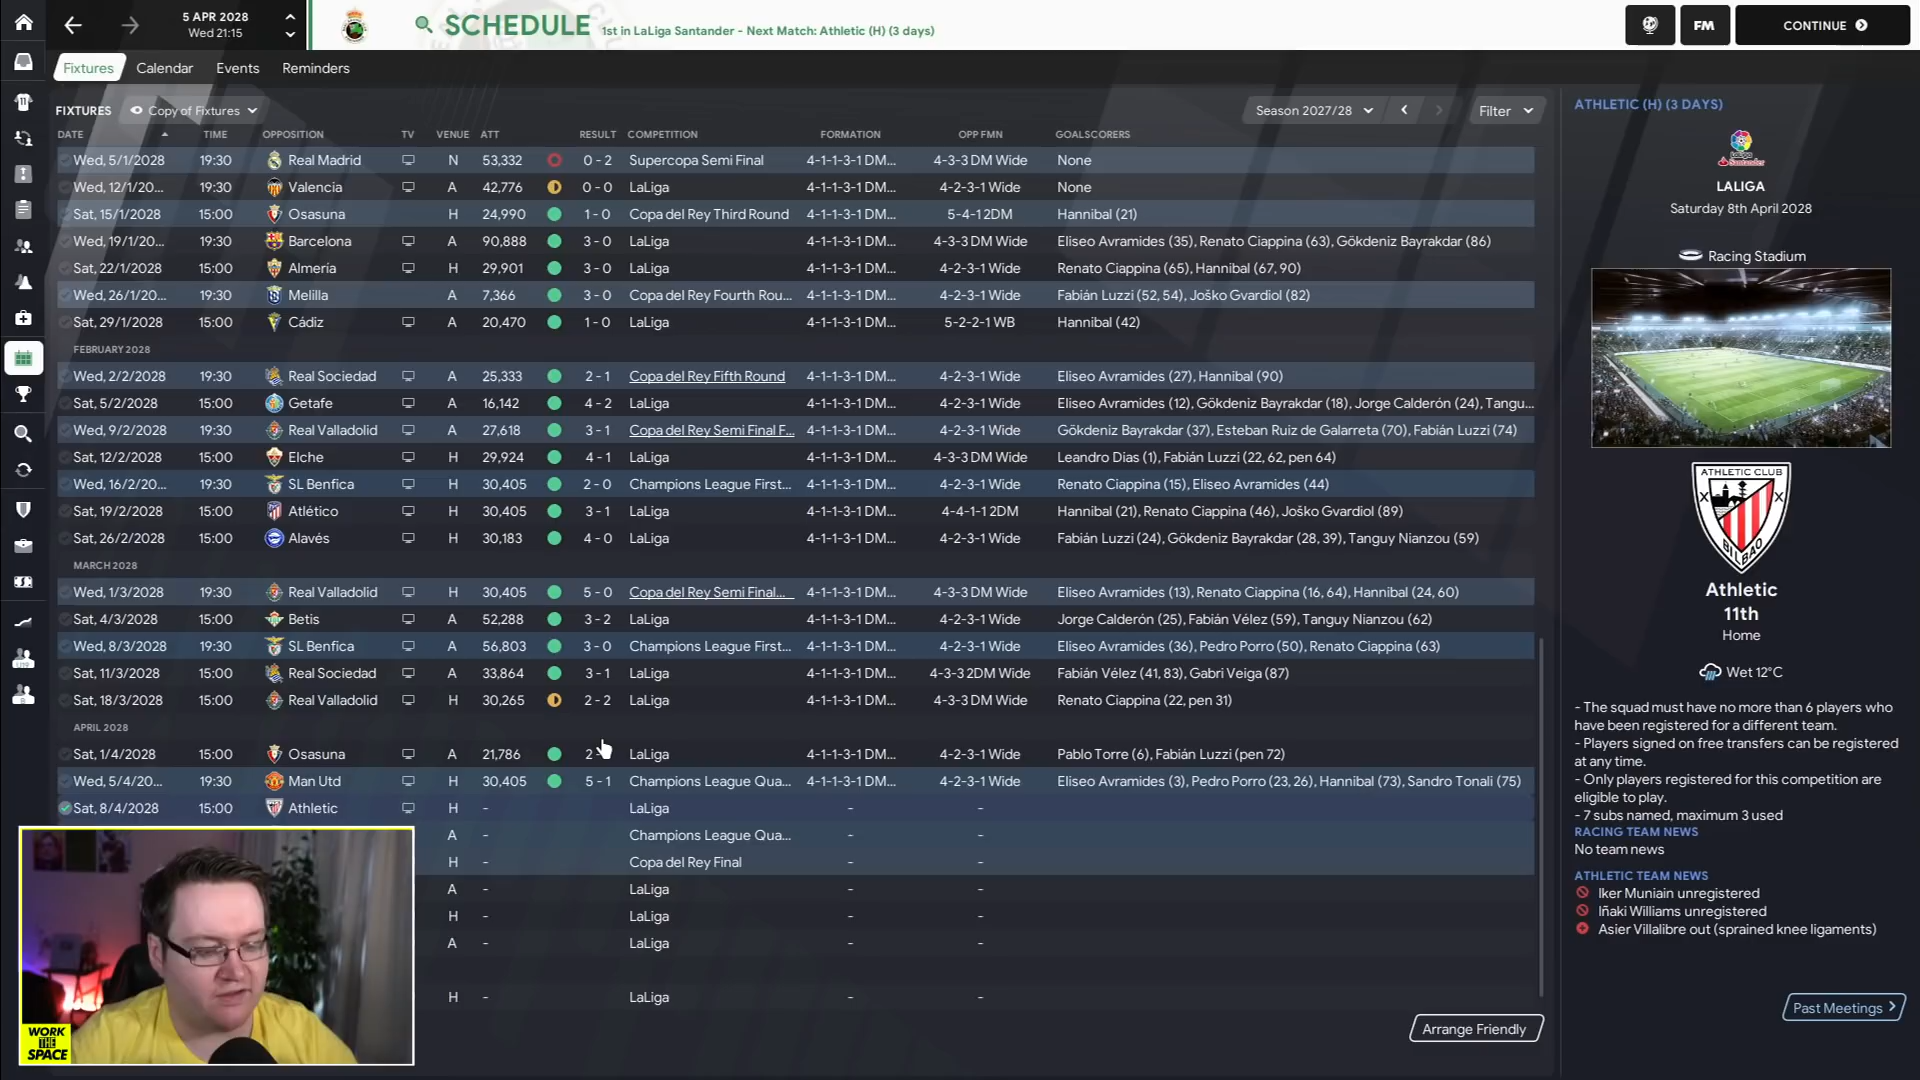 5 APR 2028
Wed 21:15
SCHEDULE
1st in LaLiga Santander - Next Match: Athletic (H) (3 days)
FM
CONTINUE
Fixtures Calendar Events Reminders
FIXTURES Copy of Fixtures Season 2027/28 Filter
DATE TIME OPPOSITION TV VENUE ATT RESULT COMPETITION FORMATION OPP FMN GOALSCORERS
Wed, 5/1/2028 19:30 Real Madrid N 53,332 0 - 2 Supercopa Semi Final 4-1-1-3-1 DM... 4-3-3 DM Wide None
Wed, 12/1/20... 19:30 Valencia A 42,776 0 - 0 LaLiga 4-1-1-3-1 DM... 4-2-3-1 Wide None
Sat, 15/1/2028 15:00 Osasuna H 24,990 1 - 0 Copa del Rey Third Round 4-1-1-3-1 DM... 5-4-1 2DM Hannibal (21)
Wed, 19/1/20... 19:30 Barcelona A 90,888 3 - 0 LaLiga 4-1-1-3-1 DM... 4-3-3 DM Wide Eliseo Avramides (35), Renato Ciappina (63), Gökdeniz Bayrakdar (86)
Sat, 22/1/2028 15:00 Almería H 29,901 3 - 0 LaLiga 4-1-1-3-1 DM... 4-2-3-1 Wide Renato Ciappina (65), Hannibal (67, 90)
Wed, 26/1/20... 19:30 Melilla A 7,366 3 - 0 Copa del Rey Fourth Rou... 4-1-1-3-1 DM... 4-2-3-1 Wide Fabián Luzzi (52, 54), Joško Gvardiol (82)
Sat, 29/1/2028 15:00 Cádiz A 20,470 1 - 0 LaLiga 4-1-1-3-1 DM... 5-2-2-1 WB Hannibal (42)
FEBRUARY 2028
Wed, 2/2/2028 19:30 Real Sociedad A 25,333 2 - 1 Copa del Rey Fifth Round 4-1-1-3-1 DM... 4-2-3-1 Wide Eliseo Avramides (27), Hannibal (90)
Sat, 5/2/2028 15:00 Getafe A 16,142 4 - 2 LaLiga 4-1-1-3-1 DM... 4-2-3-1 Wide Eliseo Avramides (12), Gökdeniz Bayrakdar (18), Jorge Calderón (24), Tangu...
Wed, 9/2/2028 19:30 Real Valladolid A 27,618 3 - 1 Copa del Rey Semi Final F... 4-1-1-3-1 DM... 4-2-3-1 Wide Gökdeniz Bayrakdar (37), Esteban Ruiz de Galarreta (70), Fabián Luzzi (74)
Sat, 12/2/2028 15:00 Elche H 29,924 4 - 1 LaLiga 4-1-1-3-1 DM... 4-3-3 DM Wide Leandro Dias (1), Fabián Luzzi (22, 62, pen 64)
Wed, 16/2/20... 19:30 SL Benfica H 30,405 2 - 0 Champions League First... 4-1-1-3-1 DM... 4-2-3-1 Wide Renato Ciappina (15), Eliseo Avramides (44)
Sat, 19/2/2028 15:00 Atlético H 30,405 3 - 1 LaLiga 4-1-1-3-1 DM... 4-4-1-1 2DM Hannibal (21), Renato Ciappina (46), Joško Gvardiol (89)
Sat, 26/2/2028 15:00 Alavés H 30,183 4 - 0 LaLiga 4-1-1-3-1 DM... 4-2-3-1 Wide Fabián Luzzi (24), Gökdeniz Bayrakdar (28, 39), Tanguy Nianzou (59)
MARCH 2028
Wed, 1/3/2028 19:30 Real Valladolid H 30,405 5 - 0 Copa del Rey Semi Final... 4-1-1-3-1 DM... 4-3-3 DM Wide Eliseo Avramides (13), Renato Ciappina (16, 64), Hannibal (24, 60)
Sat, 4/3/2028 15:00 Betis A 52,288 3 - 2 LaLiga 4-1-1-3-1 DM... 4-2-3-1 Wide Jorge Calderón (25), Fabián Vélez (59), Tanguy Nianzou (62)
Wed, 8/3/2028 19:30 SL Benfica A 56,803 3 - 0 Champions League First... 4-1-1-3-1 DM... 4-2-3-1 Wide Eliseo Avramides (36), Pedro Porro (50), Renato Ciappina (63)
Sat, 11/3/2028 15:00 Real Sociedad A 33,864 3 - 1 LaLiga 4-1-1-3-1 DM... 4-3-3 2DM Wide Fabián Vélez (41, 83), Gabri Veiga (87)
Sat, 18/3/2028 15:00 Real Valladolid H 30,265 2 - 2 LaLiga 4-1-1-3-1 DM... 4-3-3 DM Wide Renato Ciappina (22, pen 31)
APRIL 2028
Sat, 1/4/2028 15:00 Osasuna A 21,786 2 LaLiga 4-1-1-3-1 DM... 4-2-3-1 Wide Pablo Torre (6), Fabián Luzzi (pen 72)
Wed, 5/4/20... 19:30 Man Utd H 30,405 5 - 1 Champions League Qua... 4-1-1-3-1 DM... 4-2-3-1 Wide Eliseo Avramides (3), Pedro Porro (23, 26), Hannibal (73), Sandro Tonali (75)
Sat, 8/4/2028 15:00 Athletic H - LaLiga - -
A - Champions League Qua... - -
H - Copa del Rey Final - -
A - LaLiga - -
H - LaLiga - -
A - LaLiga - -
H - LaLiga - -
Arrange Friendly
WORK
THE
SPACE
ATHLETIC (H) (3 DAYS)
LALIGA
Saturday 8th April 2028
Racing Stadium
ATHLETIC CLUB
BILBAO
Athletic
11th
Home
Wet 12°C
- The squad must have no more than 6 players who
have been registered for a different team.
- Players signed on free transfers can be registered
at any time.
- Only players registered for this competition are
eligible to play.
- 7 subs named, maximum 3 used
RACING TEAM NEWS
No team news
ATHLETIC TEAM NEWS
Iker Muniain unregistered
Iñaki Williams unregistered
Asier Villalibre out (sprained knee ligaments)
Past Meetings